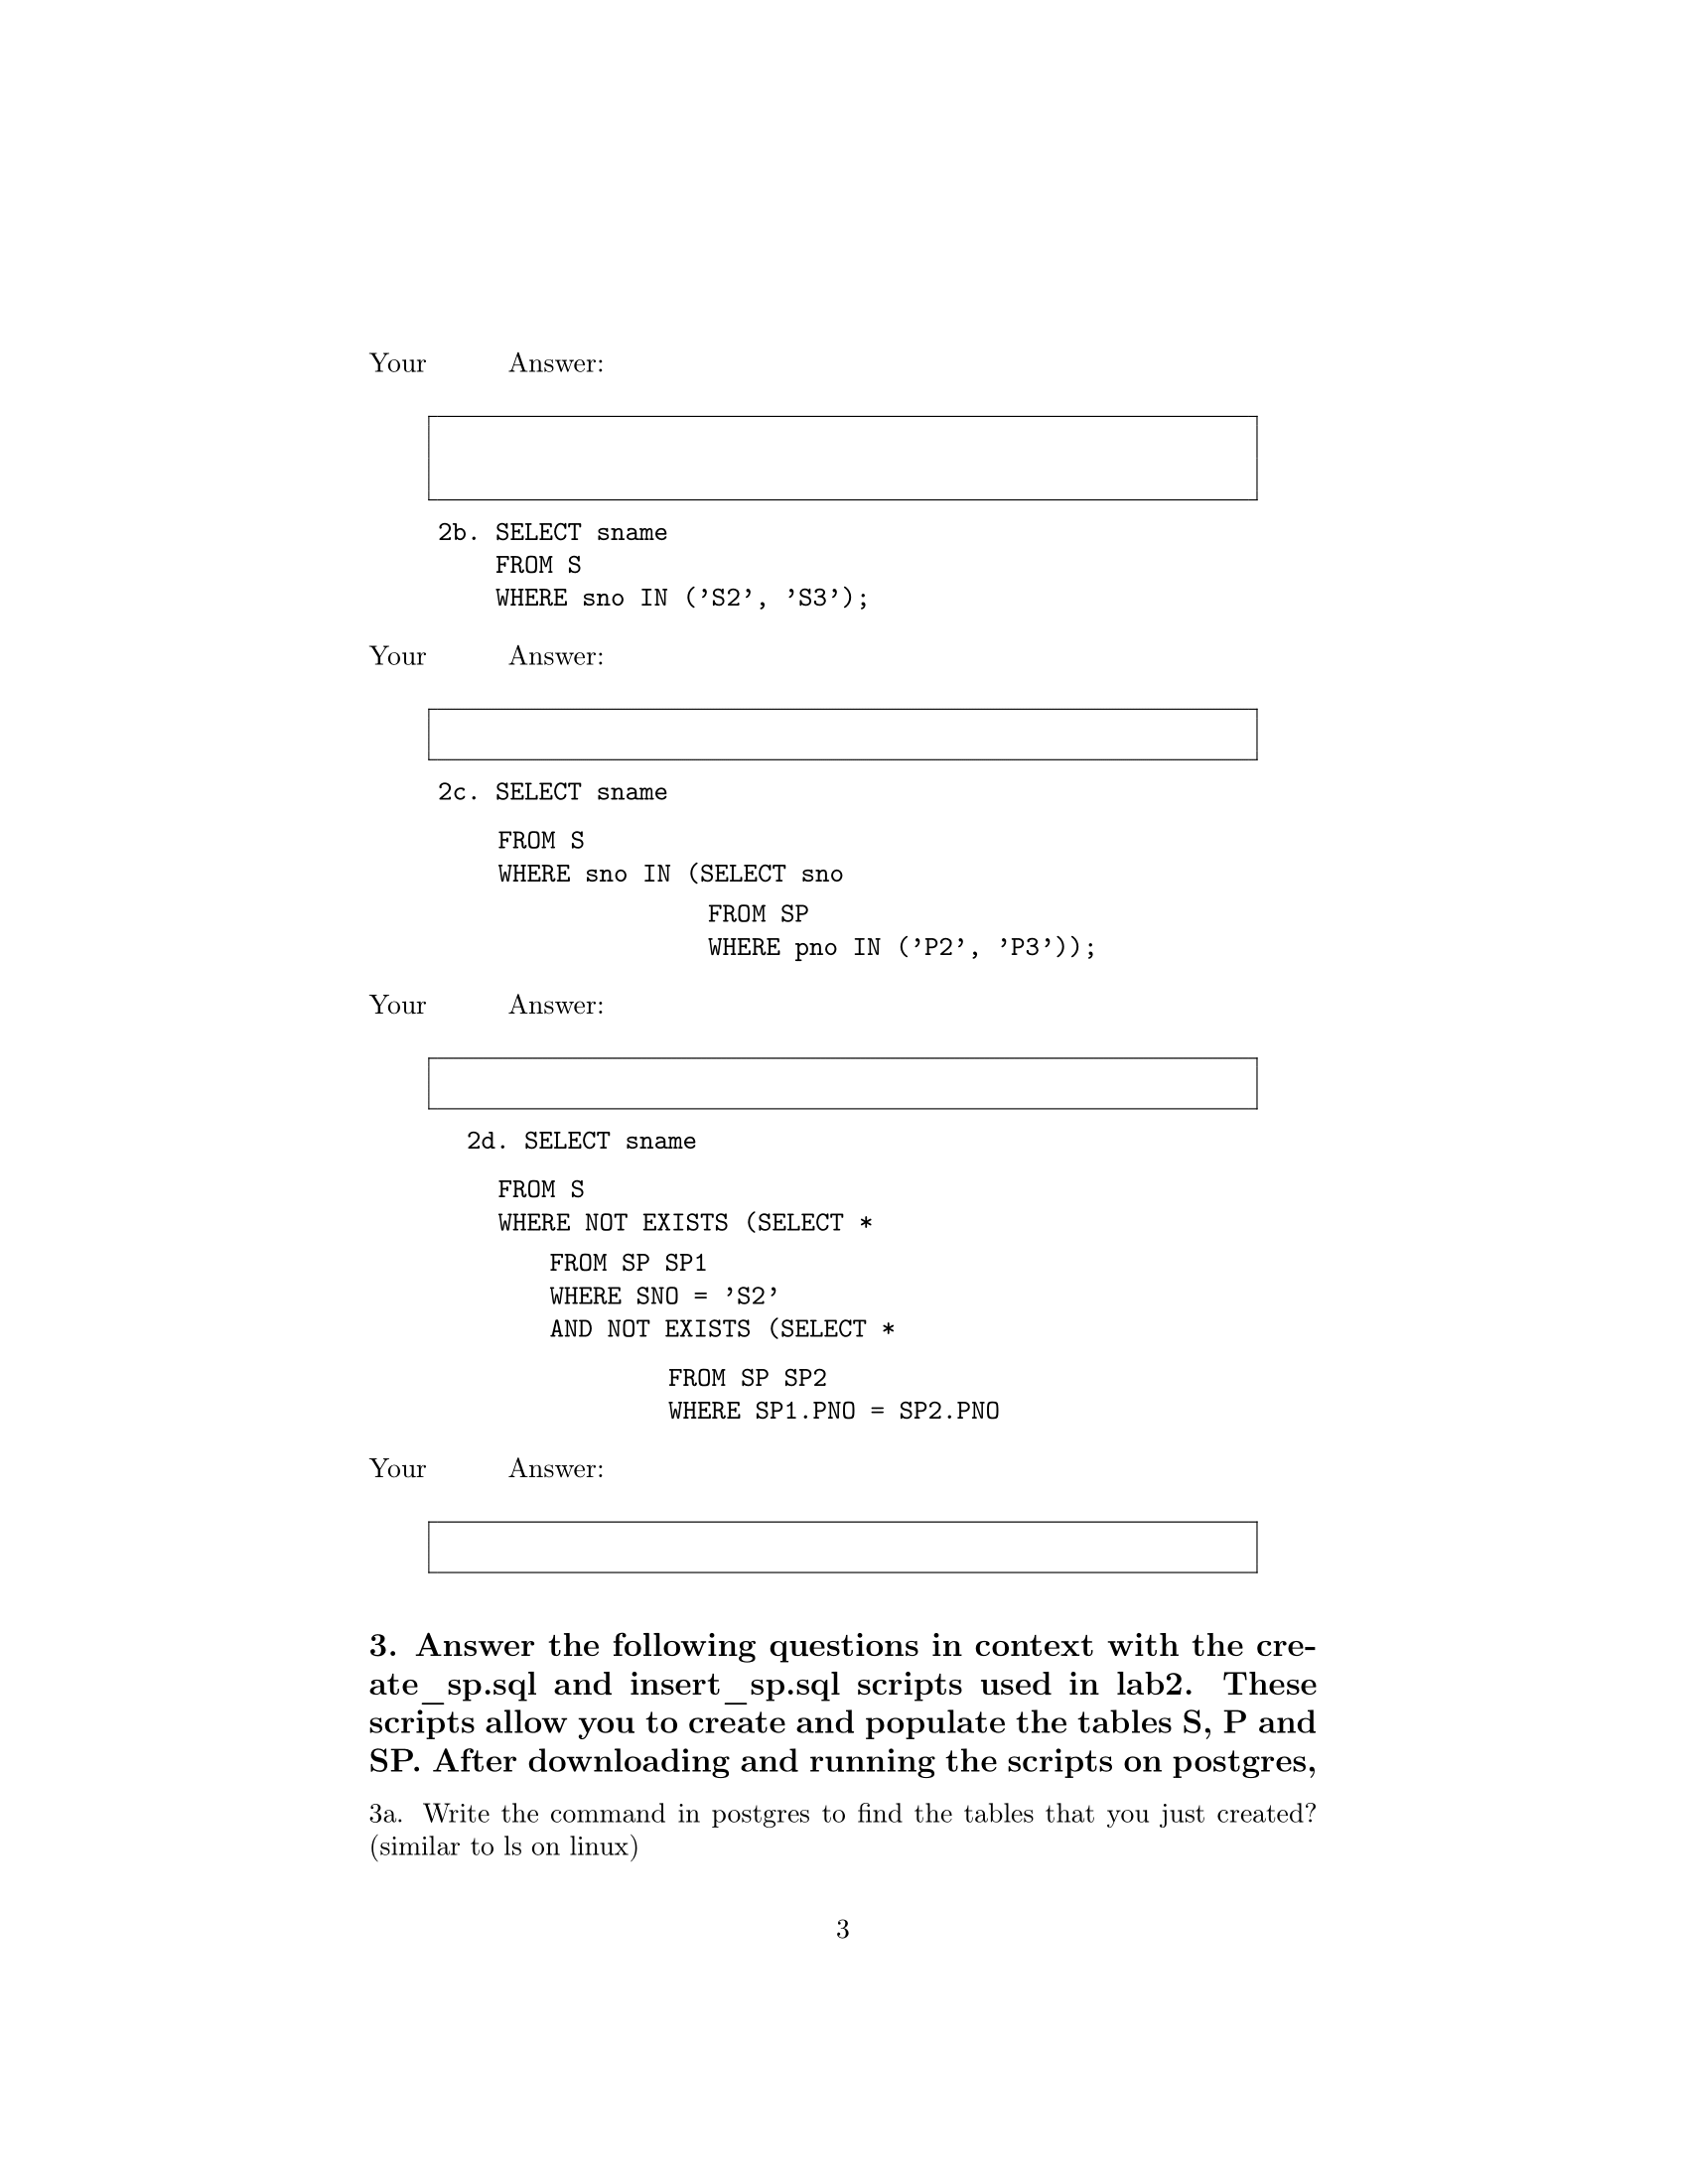 Your Answer:
2b. SELECT sname
FROM S
WHERE sno IN ('S2', 'S3');
Your Answer:
2c. SELECT sname
FROM S
WHERE sno IN (SELECT sno
FROM SP
WHERE pno IN ('P2', 'P3'));
Your Answer:
2d. SELECT sname
FROM S
WHERE NOT EXISTS (SELECT *
FROM SP SP1
WHERE SNO = 'S2'
AND NOT EXISTS (SELECT *
FROM SP SP2
WHERE SP1.PNO = SP2.PNO
Your Answer:
3. Answer the following questions in context with the cre-
ate_sp.sql and insert_sp.sql scripts used in lab2. These
scripts allow you to create and populate the tables S, P and
SP. After downloading and running the scripts on postgres,
3a. Write the command in postgres to find the tables that you just created?
(similar to ls on linux)
3